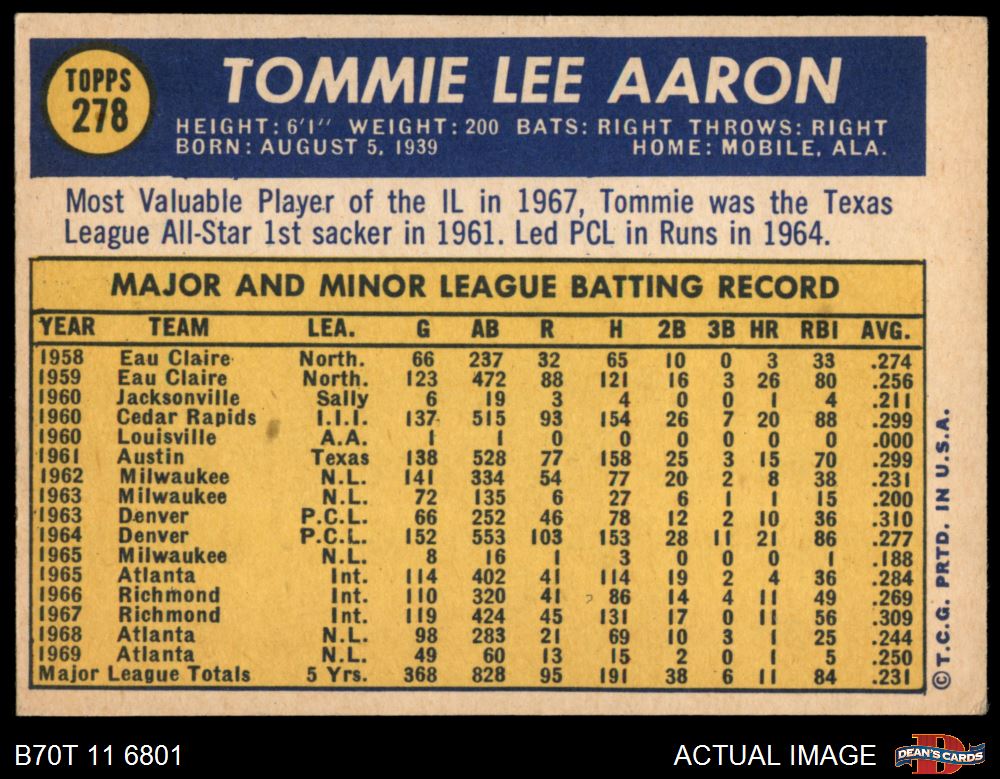 TOPPS
278
TOMMIE LEE AARON
HEIGHT: 6'1" WEIGHT: 200 BATS: RIGHT THROWS: RIGHT
BORN: AUGUST 5, 1939 HOME: MOBILE, ALA.
Most Valuable Player of the IL in 1967, Tommie was the Texas
League All-Star 1st sacker in 1961. Led PCL in Runs in 1964.
MAJOR AND MINOR LEAGUE BATTING RECORD
YEAR TEAM LEA. G AB R H 2B 3B HR RBI AVG.
1958 Eau Claire North. 66 237 32 65 10 0 3 33 .274
1959 Eau Claire North. 123 472 88 121 16 3 26 80 .256
1960 Jacksonville Sally 6 19 3 4 0 0 1 4 .211
1960 Cedar Rapids I.I.I. 137 515 93 154 26 7 20 88 .299
1960 Louisville A.A. 1 1 0 0 0 0 0 0 .000
1961 Austin Texas 138 528 77 158 25 3 15 70 .299
1962 Milwaukee N.L. 141 334 54 77 20 2 8 38 .231
1963 Milwaukee N.L. 72 135 6 27 6 1 1 15 .200
1963 Denver P.C.L. 66 252 46 78 12 2 10 36 .310
1964 Denver P.C.L. 152 553 103 153 28 11 21 86 .277
1965 Milwaukee N.L. 8 16 1 3 0 0 0 1 .188
1965 Atlanta Int. 114 402 41 114 19 2 4 36 .284
1966 Richmond Int. 110 320 41 86 14 4 11 49 .269
1967 Richmond Int. 119 424 45 131 17 0 11 56 .309
1968 Atlanta N.L. 98 283 21 69 10 3 1 25 .244
1969 Atlanta N.L. 49 60 13 15 2 0 1 5 .250
Major League Totals 5 Yrs. 368 828 95 191 38 6 11 84 .231
©T.C.G. PRTD. IN U.S.A.
B70T 11 6801
ACTUAL IMAGE
D
DEAN'S CARDS